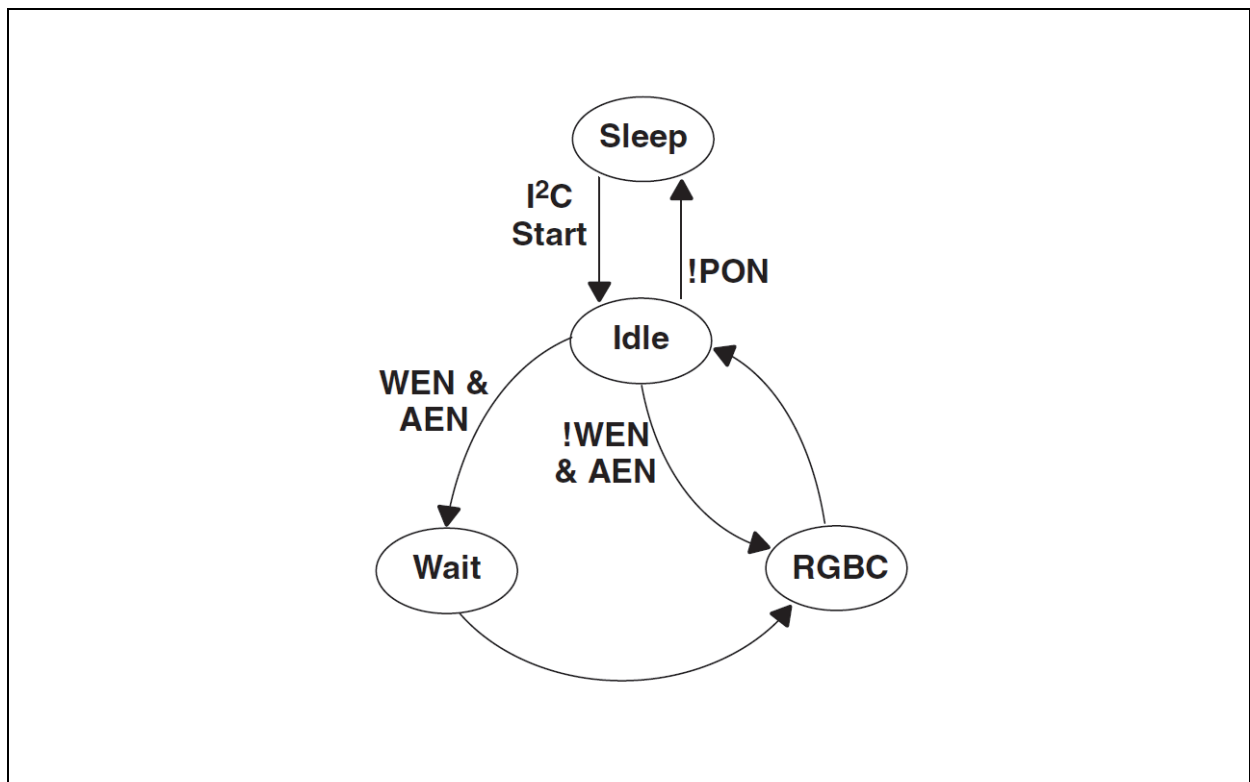 Sleep
I²C
Start
!PON
Idle
WEN &
AEN
!WEN
& AEN
Wait
RGBC